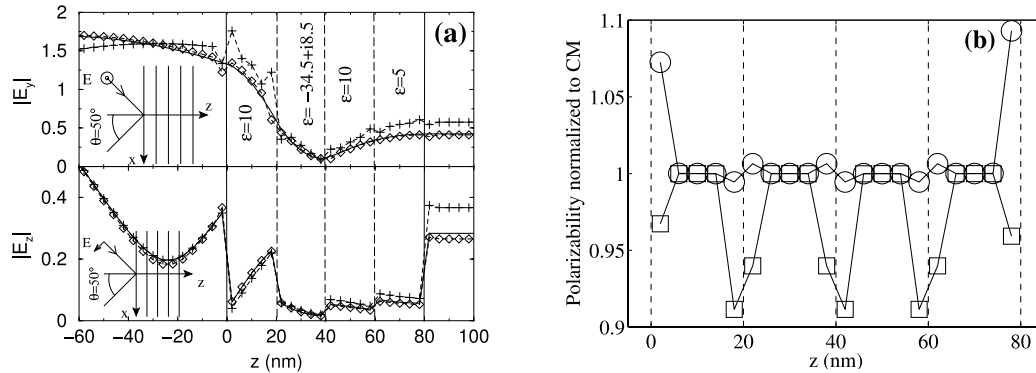 2
1.5
1
0.5
0
|E_y|
(a)
E
θ=50°
x
z
ε=10
ε=−34.5+i8.5
ε=10
ε=5
0.4
0.2
0
|E_z|
E
θ=50°
x
z
−60 −40 −20 0 20 40 60 80 100
z (nm)
1.1
1.05
1
0.95
0.9
Polarizability normalized to CM
(b)
0 20 40 60 80
z (nm)